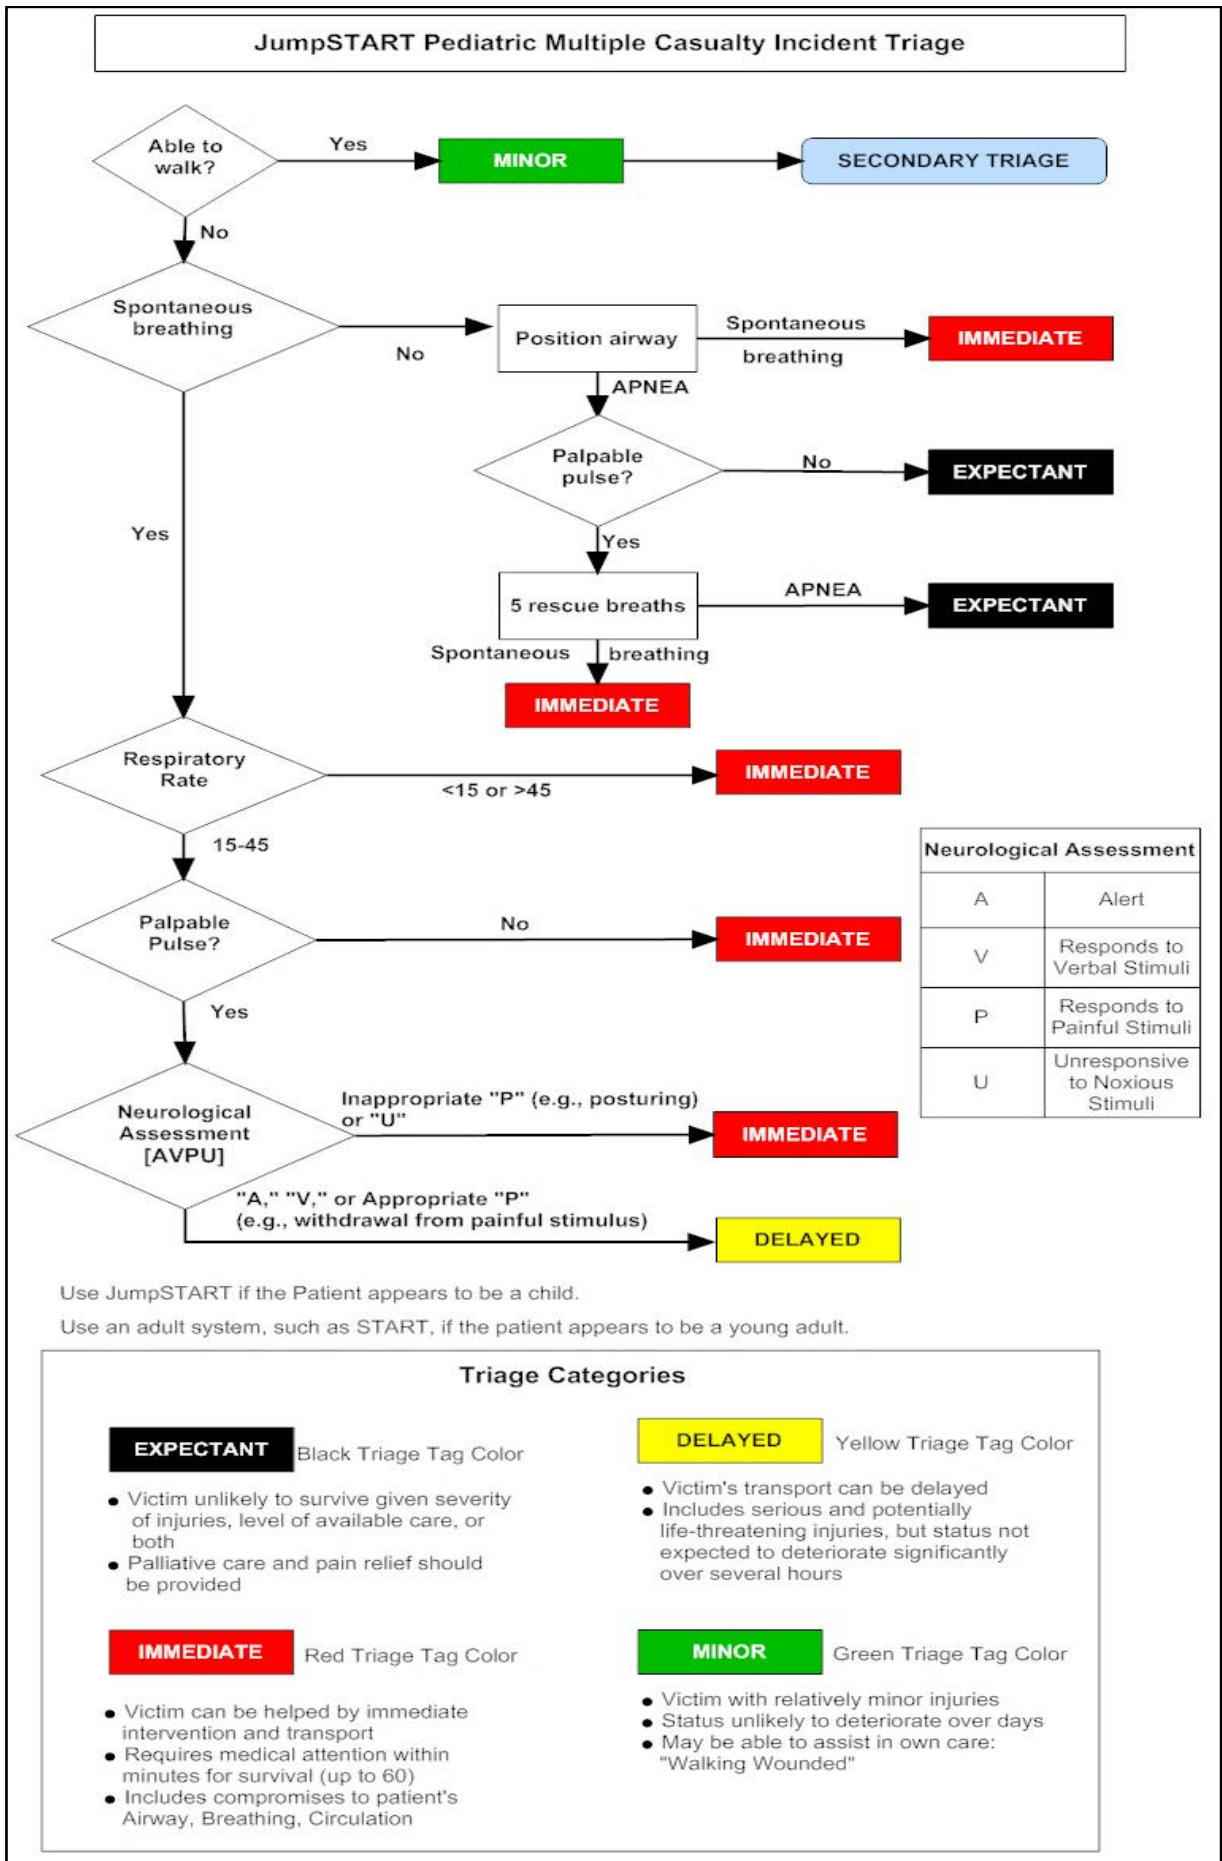 JumpSTART Pediatric Multiple Casualty Incident Triage
Able to
walk?
Yes
MINOR
SECONDARY TRIAGE
No
Spontaneous
breathing
No
Position airway
Spontaneous
breathing
IMMEDIATE
APNEA
Palpable
pulse?
No
EXPECTANT
Yes
Yes
5 rescue breaths
APNEA
EXPECTANT
Spontaneous breathing
IMMEDIATE
Respiratory
Rate
<15 or >45
IMMEDIATE
15-45
Palpable
Pulse?
No
IMMEDIATE
Yes
Neurological Assessment
A Alert
V Responds to
Verbal Stimuli
P Responds to
Painful Stimuli
U Unresponsive
to Noxious
Stimuli
Neurological
Assessment
[AVPU]
Inappropriate "P" (e.g., posturing)
or "U"
IMMEDIATE
"A," "V," or Appropriate "P"
(e.g., withdrawal from painful stimulus)
DELAYED
Use JumpSTART if the Patient appears to be a child.
Use an adult system, such as START, if the patient appears to be a young adult.
Triage Categories
EXPECTANT Black Triage Tag Color
● Victim unlikely to survive given severity
of injuries, level of available care, or
both
● Palliative care and pain relief should
be provided
DELAYED Yellow Triage Tag Color
● Victim's transport can be delayed
● Includes serious and potentially
life-threatening injuries, but status not
expected to deteriorate significantly
over several hours
IMMEDIATE Red Triage Tag Color
● Victim can be helped by immediate
intervention and transport
● Requires medical attention within
minutes for survival (up to 60)
● Includes compromises to patient's
Airway, Breathing, Circulation
MINOR Green Triage Tag Color
● Victim with relatively minor injuries
● Status unlikely to deteriorate over days
● May be able to assist in own care:
"Walking Wounded"